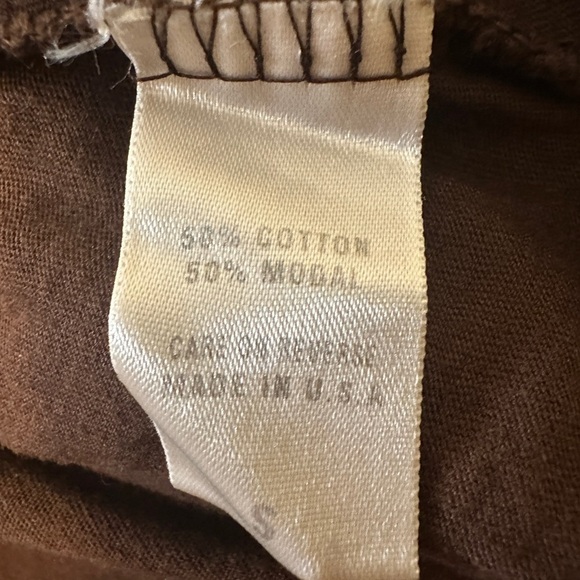 50% COTTON
50% MODAL
CARE ON REVERSE
MADE IN U.S.A
S